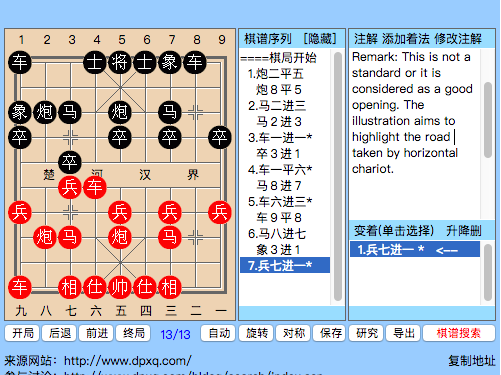 1 2 3 4 5 6 7 8 9
车 士 将 士 象 车
象 炮 马 炮 马
卒 卒 卒 卒
卒
楚 河 汉 界
兵 车
兵 兵 兵 兵
炮 马 炮 马
车 相 仕 帅 仕 相
九 八 七 六 五 四 三 二 一
棋谱序列 [隐藏]
====棋局开始
1.炮二平五
炮８平５
2.马二进三
马２进３
3.车一进一*
卒３进１
4.车一平六*
马８进７
5.车六进三*
车９平８
6.马八进七
象３进１
7.兵七进一*
注解 添加着法 修改注解
Remark: This is not a
standard or it is
considered as a good
opening. The
illustration aims to
highlight the road
taken by horizontal
chariot.
变着(单击选择) 升降删
1.兵七进一 * <--
开局 后退 前进 终局 13/13 自动 旋转 对称 保存 研究 导出 棋谱搜索
来源网站: http://www.dpxq.com/ 复制地址